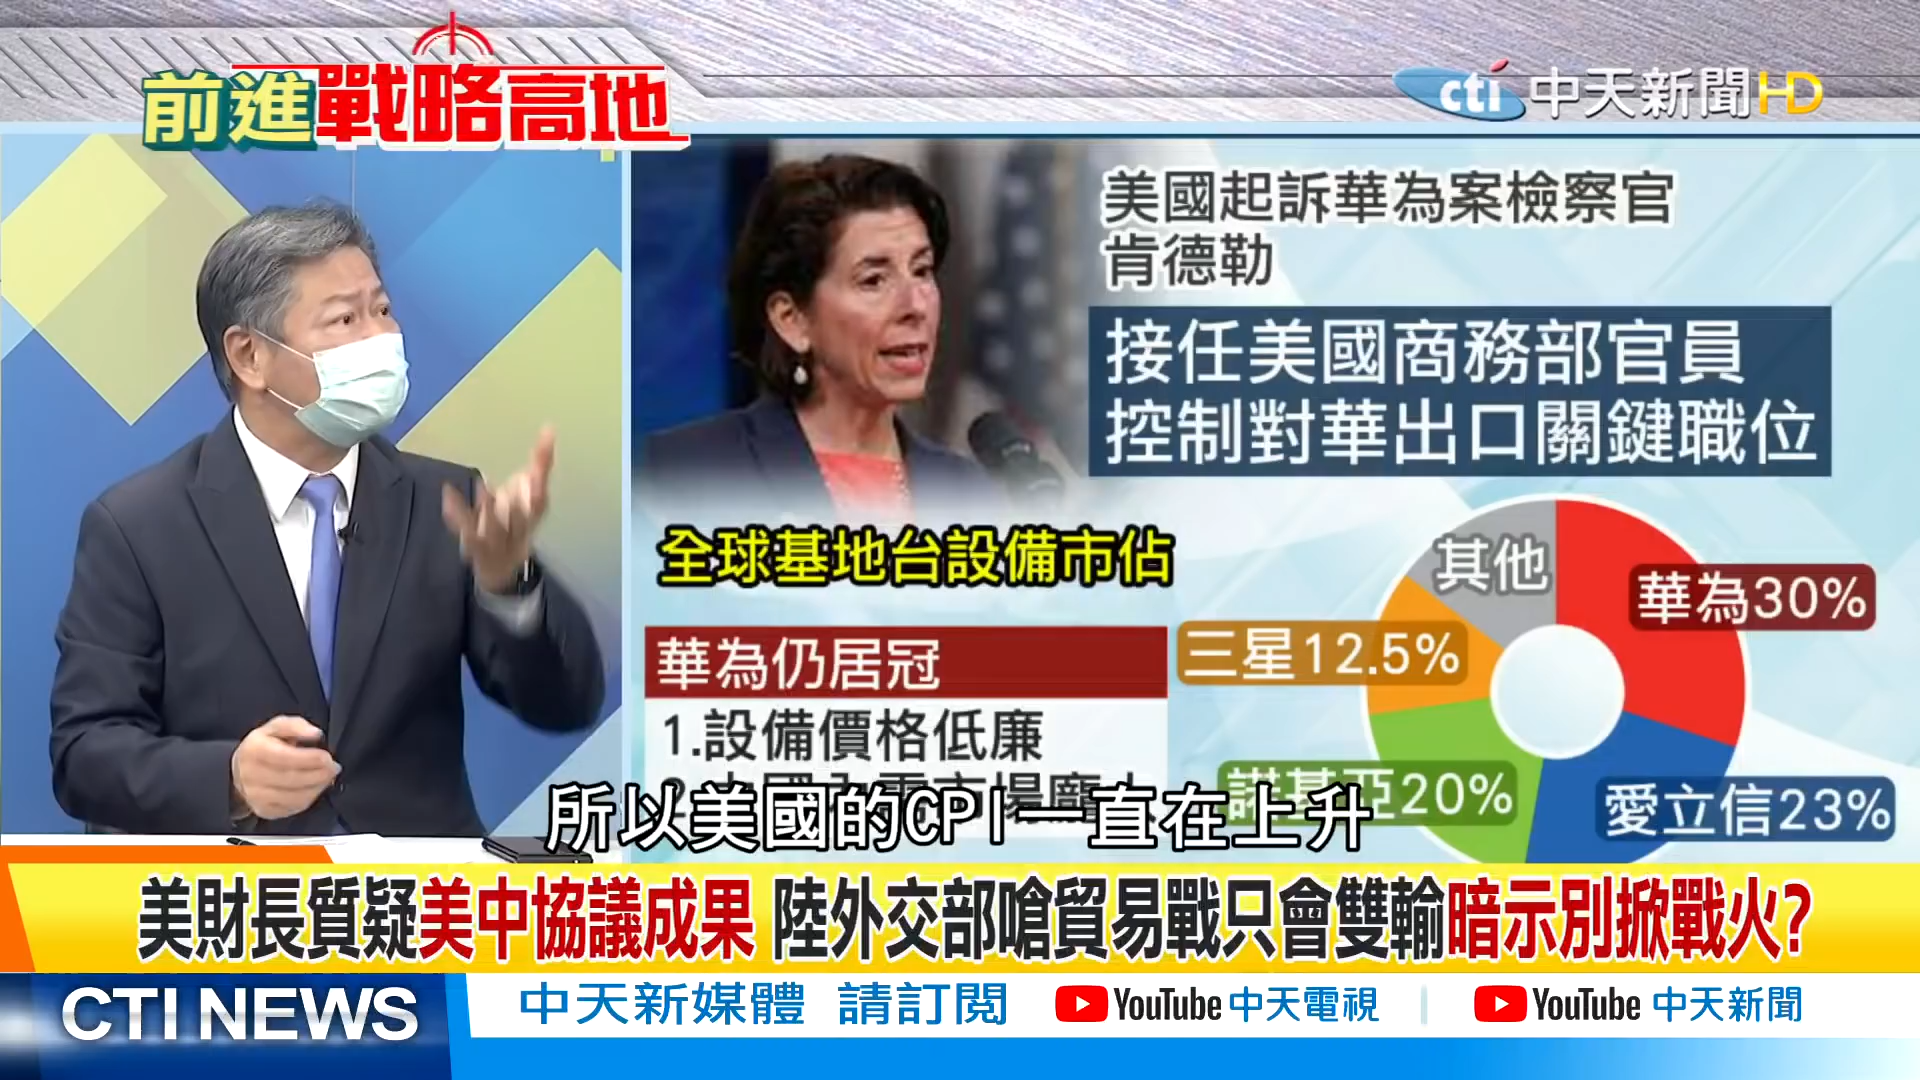 前進戰略高地
cti 中天新聞HD
美國起訴華為案檢察官
肯德勒
接任美國商務部官員
控制對華出口關鍵職位
全球基地台設備市佔
其他
華為30%
三星12.5%
諾基亞20%
愛立信23%
華為仍居冠
1.設備價格低廉
所以美國的CPI一直在上升
美財長質疑美中協議成果 陸外交部嗆貿易戰只會雙輸暗示別掀戰火?
CTI NEWS
中天新媒體 請訂閱 YouTube 中天電視 | YouTube 中天新聞